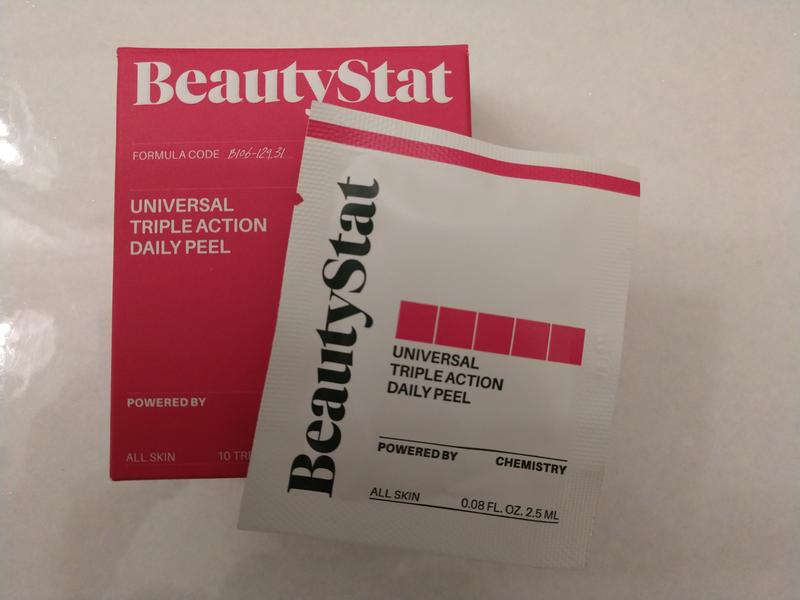 BeautyStat
FORMULA CODE B106-129.31
UNIVERSAL
TRIPLE ACTION
DAILY PEEL
POWERED BY
ALL SKIN 10
BeautyStat
UNIVERSAL
TRIPLE ACTION
DAILY PEEL
POWERED BY CHEMISTRY
ALL SKIN 0.08 FL. OZ. 2.5 ML